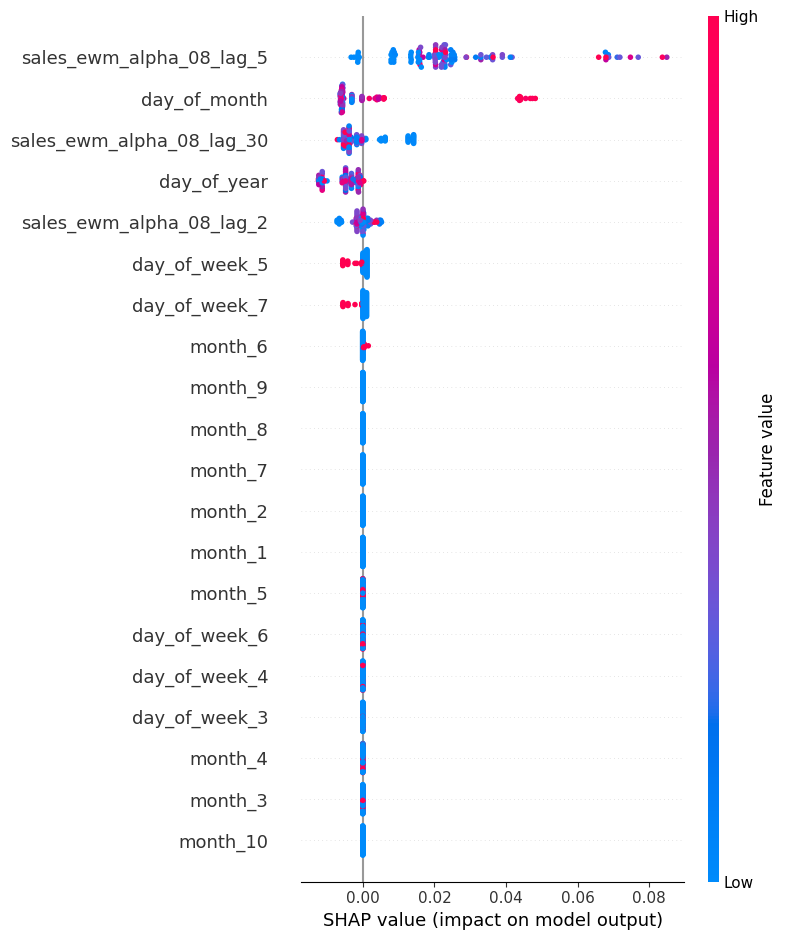 High
sales_ewm_alpha_08_lag_5
day_of_month
sales_ewm_alpha_08_lag_30
day_of_year
sales_ewm_alpha_08_lag_2
day_of_week_5
day_of_week_7
month_6
month_9
month_8
month_7
month_2
month_1
month_5
day_of_week_6
day_of_week_4
day_of_week_3
month_4
month_3
month_10
Feature value
Low
0.00 0.02 0.04 0.06 0.08
SHAP value (impact on model output)